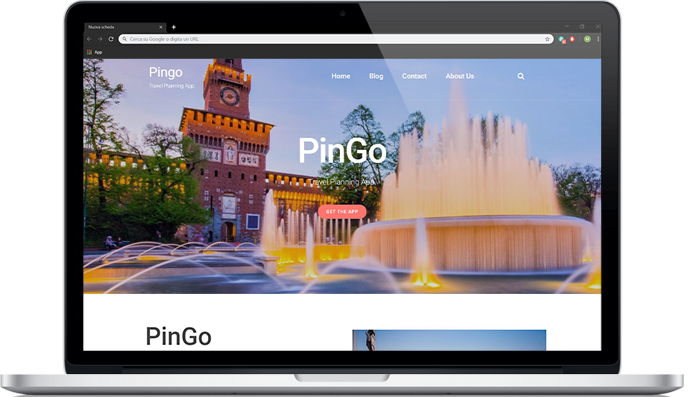 Nuova scheda
Cerca su Google o digita un URL
App
Pingo
Travel Planning App
Home Blog Contact About Us
PinGo
Travel Planning App
GET THE APP
PinGo